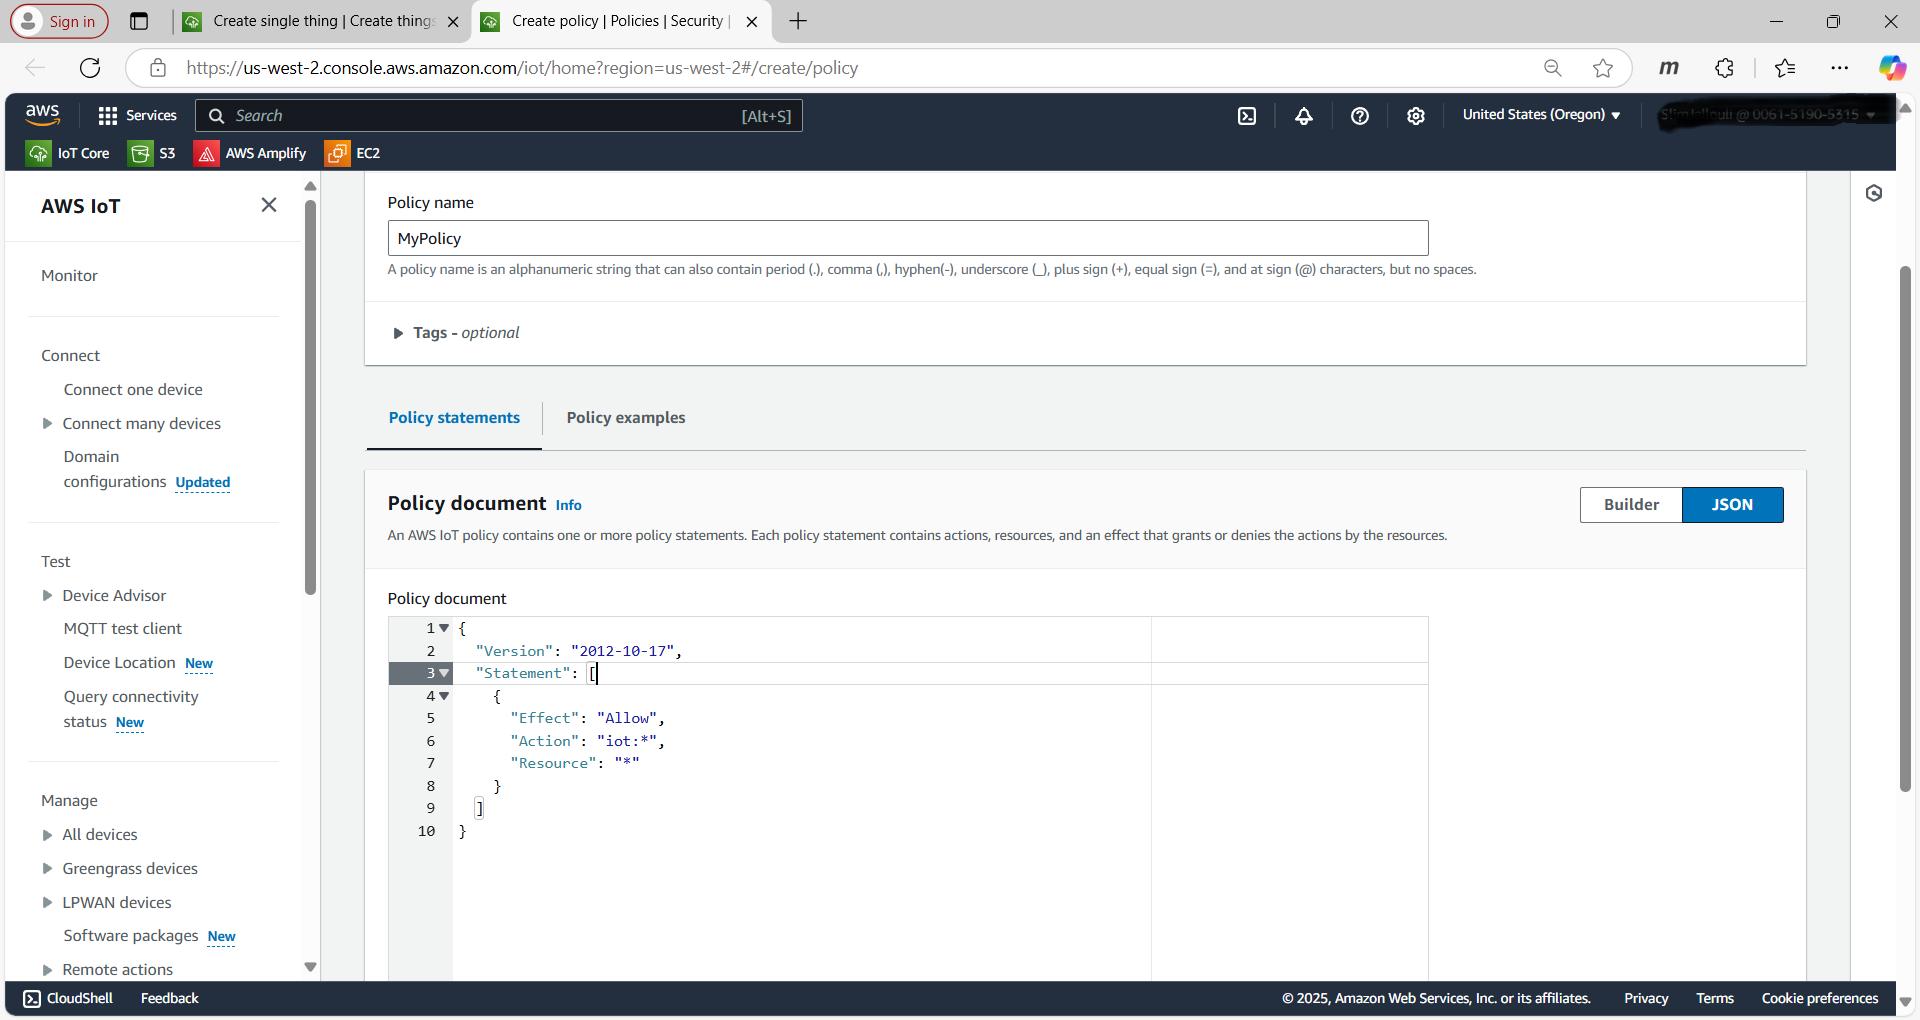 Sign in
Create single thing | Create things
Create policy | Policies | Security |
https://us-west-2.console.aws.amazon.com/iot/home?region=us-west-2#/create/policy
m
aws
Services
Search
[Alt+S]
United States (Oregon)
IoT Core
S3
AWS Amplify
EC2
AWS IoT
Monitor
Connect
Connect one device
Connect many devices
Domain
configurations Updated
Test
Device Advisor
MQTT test client
Device Location New
Query connectivity
status New
Manage
All devices
Greengrass devices
LPWAN devices
Software packages New
Remote actions
Policy name
MyPolicy
A policy name is an alphanumeric string that can also contain period (.), comma (,), hyphen(-), underscore (_), plus sign (+), equal sign (=), and at sign (@) characters, but no spaces.
Tags - optional
Policy statements
Policy examples
Policy document Info
Builder
JSON
An AWS IoT policy contains one or more policy statements. Each policy statement contains actions, resources, and an effect that grants or denies the actions by the resources.
Policy document
1 {
2 "Version": "2012-10-17",
3 "Statement": [
4 {
5 "Effect": "Allow",
6 "Action": "iot:*",
7 "Resource": "*"
8 }
9 ]
10 }
CloudShell
Feedback
© 2025, Amazon Web Services, Inc. or its affiliates.
Privacy
Terms
Cookie preferences